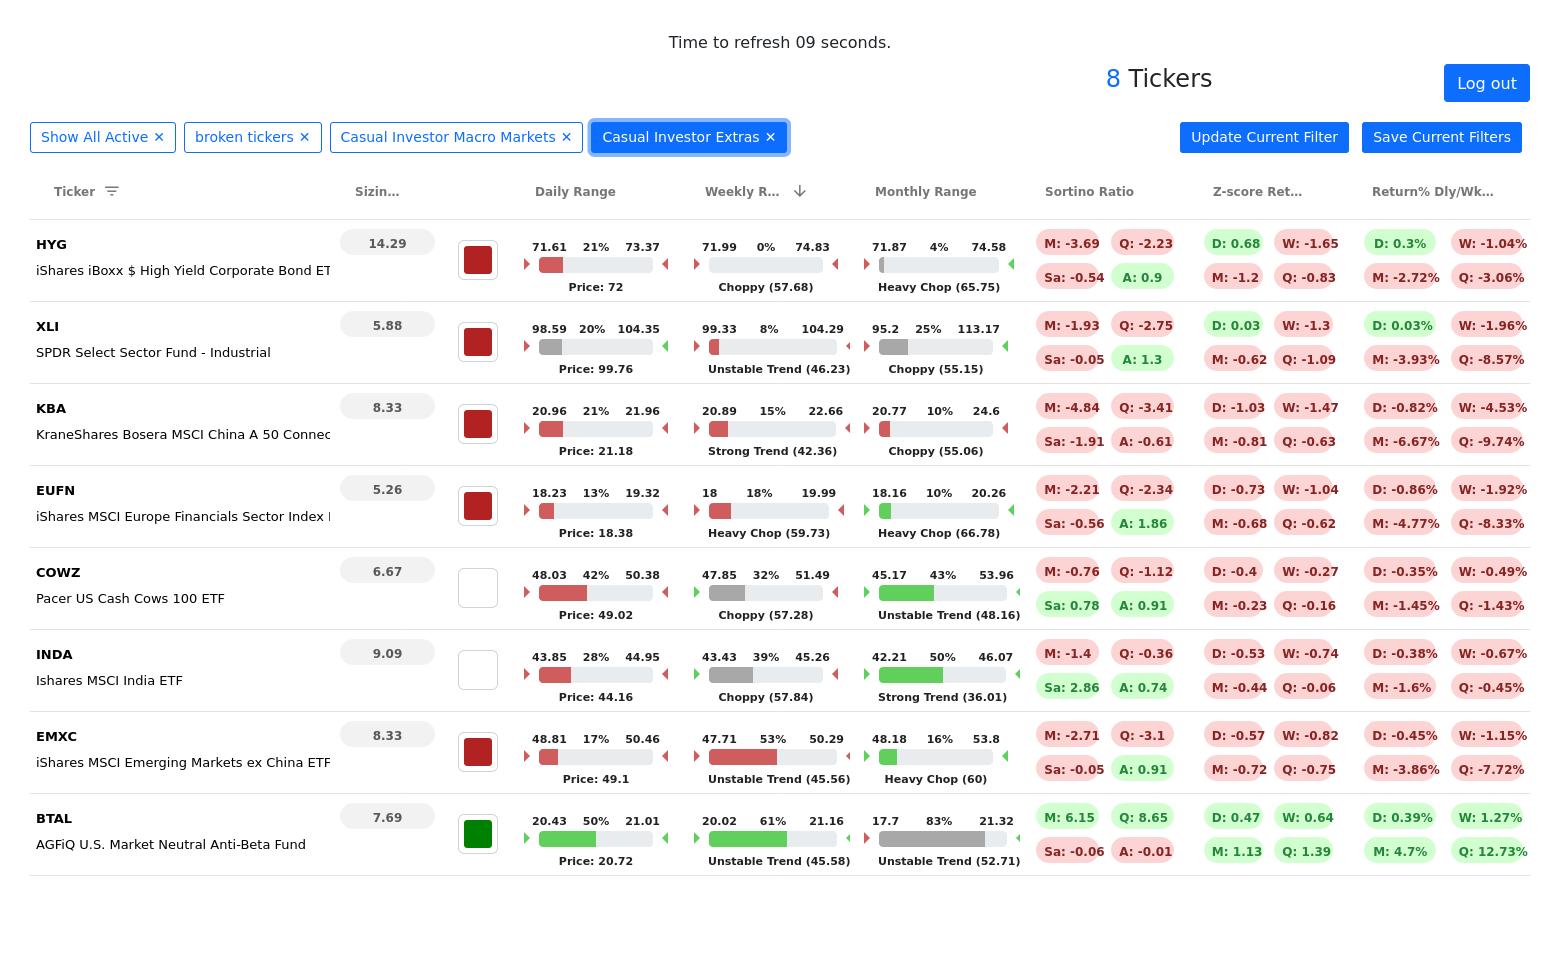 Time to refresh 09 seconds.
8 Tickers
Log out
Show All Active ✕ broken tickers ✕ Casual Investor Macro Markets ✕ Casual Investor Extras ✕ Update Current Filter Save Current Filters
Ticker Sizin... Daily Range Weekly R... Monthly Range Sortino Ratio Z-score Ret... Return% Dly/Wk...
HYG 14.29 71.61 21% 73.37 71.99 0% 74.83 71.87 4% 74.58 M: -3.69 Q: -2.23 D: 0.68 W: -1.65 D: 0.3% W: -1.04%
iShares iBoxx $ High Yield Corporate Bond ET Price: 72 Choppy (57.68) Heavy Chop (65.75) Sa: -0.54 A: 0.9 M: -1.2 Q: -0.83 M: -2.72% Q: -3.06%
XLI 5.88 98.59 20% 104.35 99.33 8% 104.29 95.2 25% 113.17 M: -1.93 Q: -2.75 D: 0.03 W: -1.3 D: 0.03% W: -1.96%
SPDR Select Sector Fund - Industrial Price: 99.76 Unstable Trend (46.23) Choppy (55.15) Sa: -0.05 A: 1.3 M: -0.62 Q: -1.09 M: -3.93% Q: -8.57%
KBA 8.33 20.96 21% 21.96 20.89 15% 22.66 20.77 10% 24.6 M: -4.84 Q: -3.41 D: -1.03 W: -1.47 D: -0.82% W: -4.53%
KraneShares Bosera MSCI China A 50 Connec Price: 21.18 Strong Trend (42.36) Choppy (55.06) Sa: -1.91 A: -0.61 M: -0.81 Q: -0.63 M: -6.67% Q: -9.74%
EUFN 5.26 18.23 13% 19.32 18 18% 19.99 18.16 10% 20.26 M: -2.21 Q: -2.34 D: -0.73 W: -1.04 D: -0.86% W: -1.92%
iShares MSCI Europe Financials Sector Index Price: 18.38 Heavy Chop (59.73) Heavy Chop (66.78) Sa: -0.56 A: 1.86 M: -0.68 Q: -0.62 M: -4.77% Q: -8.33%
COWZ 6.67 48.03 42% 50.38 47.85 32% 51.49 45.17 43% 53.96 M: -0.76 Q: -1.12 D: -0.4 W: -0.27 D: -0.35% W: -0.49%
Pacer US Cash Cows 100 ETF Price: 49.02 Choppy (57.28) Unstable Trend (48.16) Sa: 0.78 A: 0.91 M: -0.23 Q: -0.16 M: -1.45% Q: -1.43%
INDA 9.09 43.85 28% 44.95 43.43 39% 45.26 42.21 50% 46.07 M: -1.4 Q: -0.36 D: -0.53 W: -0.74 D: -0.38% W: -0.67%
Ishares MSCI India ETF Price: 44.16 Choppy (57.84) Strong Trend (36.01) Sa: 2.86 A: 0.74 M: -0.44 Q: -0.06 M: -1.6% Q: -0.45%
EMXC 8.33 48.81 17% 50.46 47.71 53% 50.29 48.18 16% 53.8 M: -2.71 Q: -3.1 D: -0.57 W: -0.82 D: -0.45% W: -1.15%
iShares MSCI Emerging Markets ex China ETF Price: 49.1 Unstable Trend (45.56) Heavy Chop (60) Sa: -0.05 A: 0.91 M: -0.72 Q: -0.75 M: -3.86% Q: -7.72%
BTAL 7.69 20.43 50% 21.01 20.02 61% 21.16 17.7 83% 21.32 M: 6.15 Q: 8.65 D: 0.47 W: 0.64 D: 0.39% W: 1.27%
AGFiQ U.S. Market Neutral Anti-Beta Fund Price: 20.72 Unstable Trend (45.58) Unstable Trend (52.71) Sa: -0.06 A: -0.01 M: 1.13 Q: 1.39 M: 4.7% Q: 12.73%